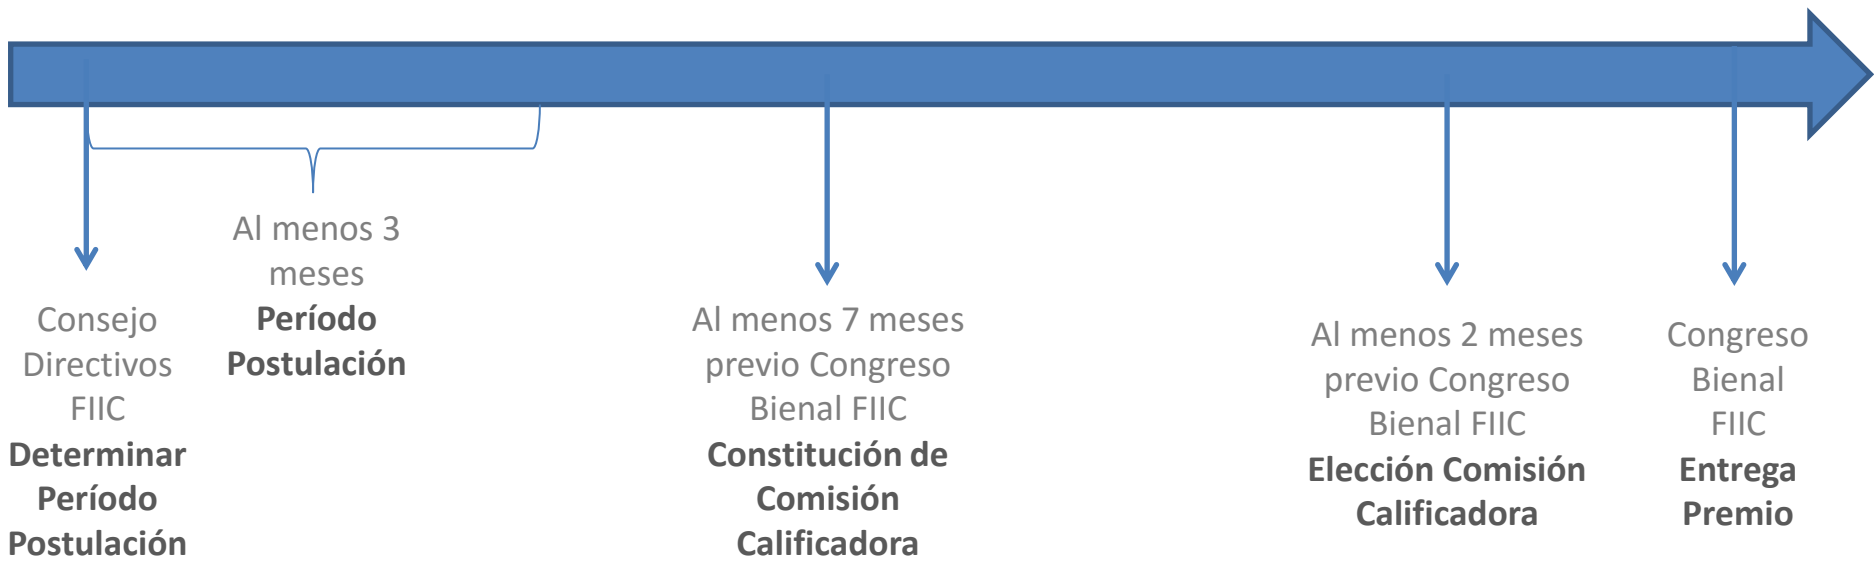 Consejo
Directivos
FIIC
Determinar
Período
Postulación
Al menos 3
meses
Período
Postulación
Al menos 7 meses
previo Congreso
Bienal FIIC
Constitución de
Comisión
Calificadora
Al menos 2 meses
previo Congreso
Bienal FIIC
Elección Comisión
Calificadora
Congreso
Bienal
FIIC
Entrega
Premio